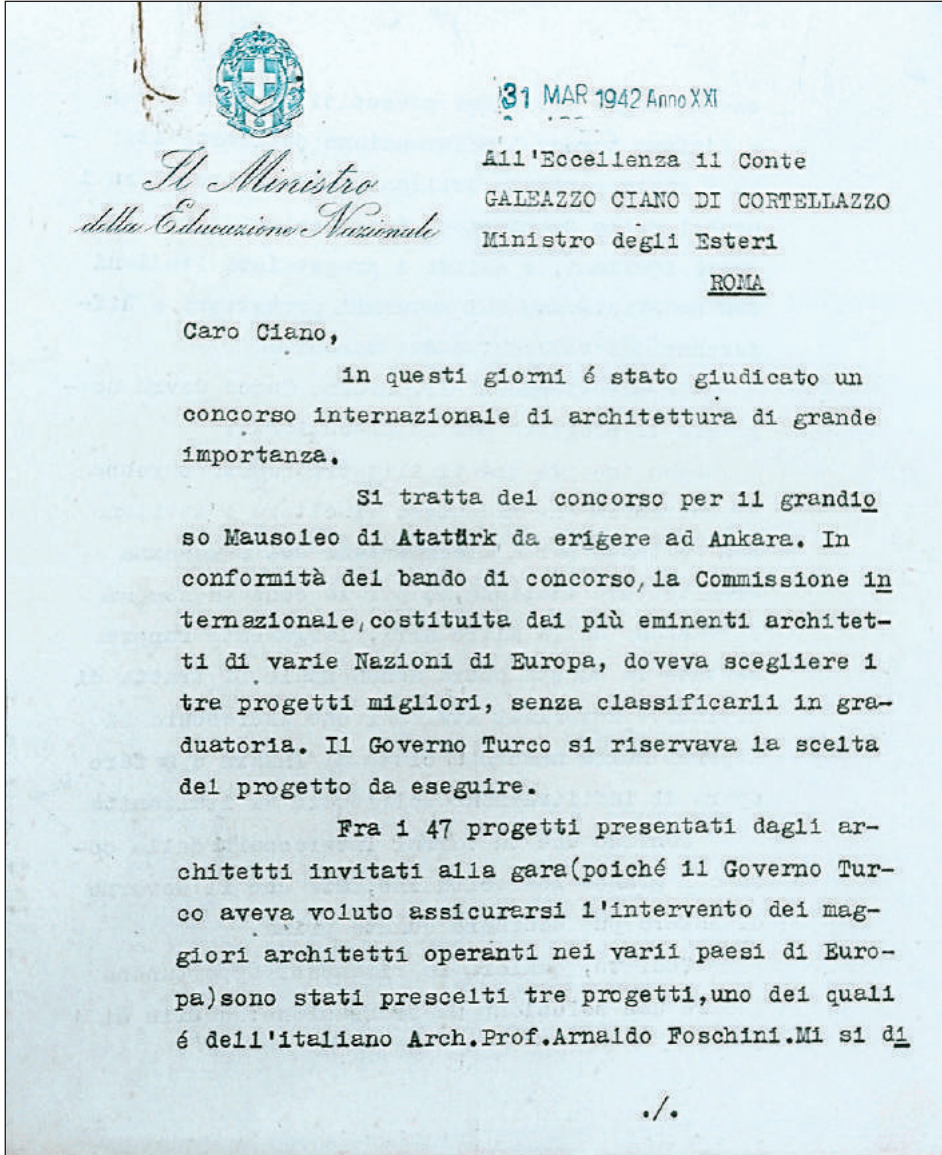 31 MAR 1942 Anno XXI
Il Ministro
della Educazione Nazionale
All'Eccellenza il Conte
GALEAZZO CIANO DI CORTELLAZZO
Ministro degli Esteri
ROMA
Caro Ciano,
in questi giorni é stato giudicato un
concorso internazionale di architettura di grande
importanza.
Si tratta del concorso per il grandio
so Mausoleo di Atatürk da erigere ad Ankara. In
conformità del bando di concorso, la Commissione in
ternazionale, costituita dai più eminenti architet-
ti di varie Nazioni di Europa, doveva scegliere i
tre progetti migliori, senza classificarli in gra-
duatoria. Il Governo Turco si riservava la scelta
del progetto da eseguire.
Fra i 47 progetti presentati dagli ar-
chitetti invitati alla gara(poiché il Governo Tur-
co aveva voluto assicurarsi l'intervento dei mag-
giori architetti operanti nei varii paesi di Euro-
pa)sono stati prescelti tre progetti,uno dei quali
é dell'italiano Arch.Prof.Arnaldo Foschini.Mi si di
./.